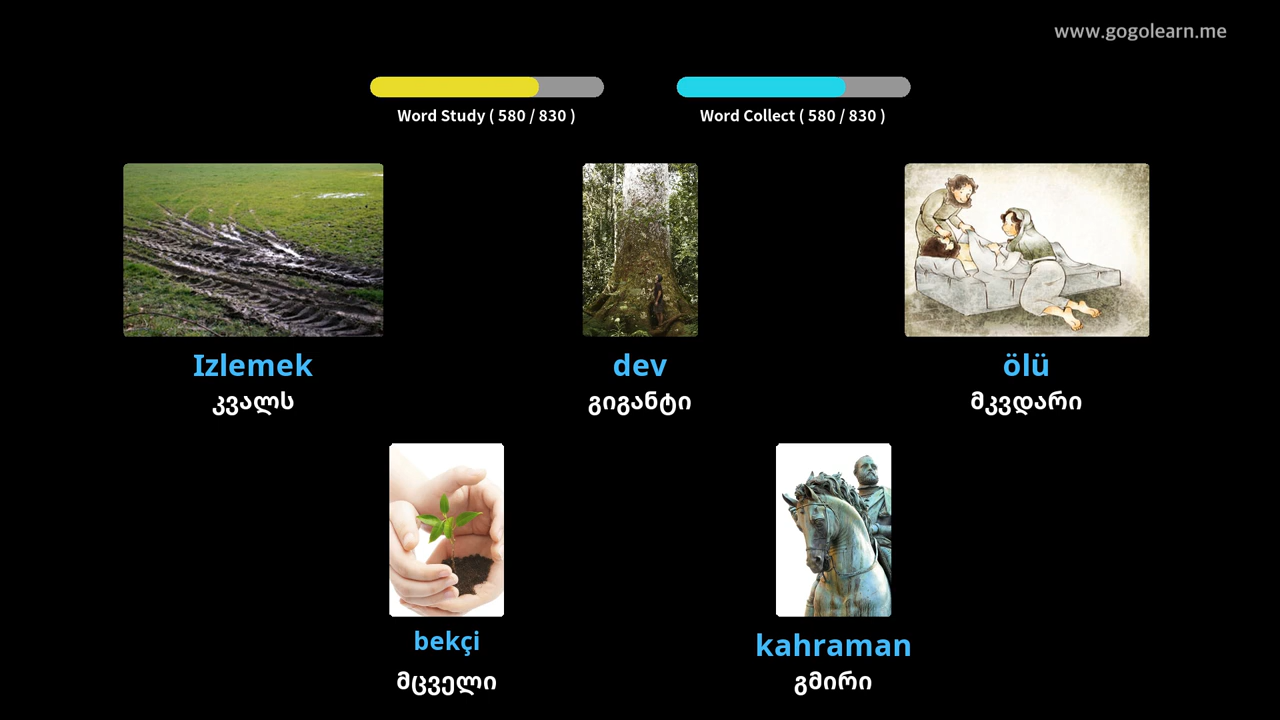 www.gogolearn.me
Word Study ( 580 / 830 )
Word Collect ( 580 / 830 )
Izlemek
კვალს
dev
გიგანტი
ölü
მკვდარი
bekçi
მცველი
kahraman
გმირი